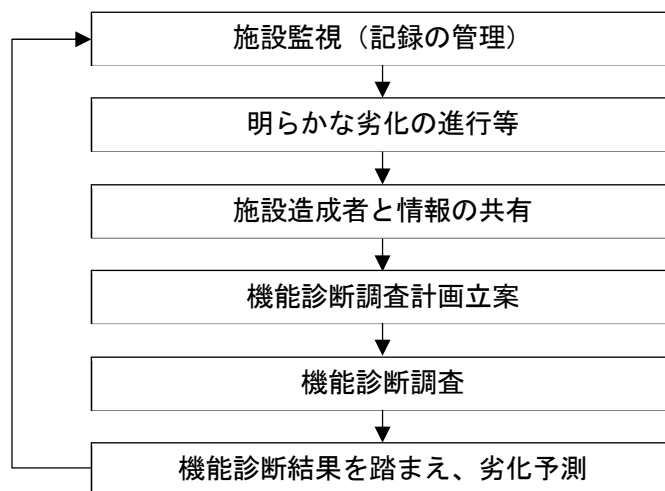 施設監視（記録の管理）
明らかな劣化の進行等
施設造成者と情報の共有
機能診断調査計画立案
機能診断調査
機能診断結果を踏まえ、劣化予測